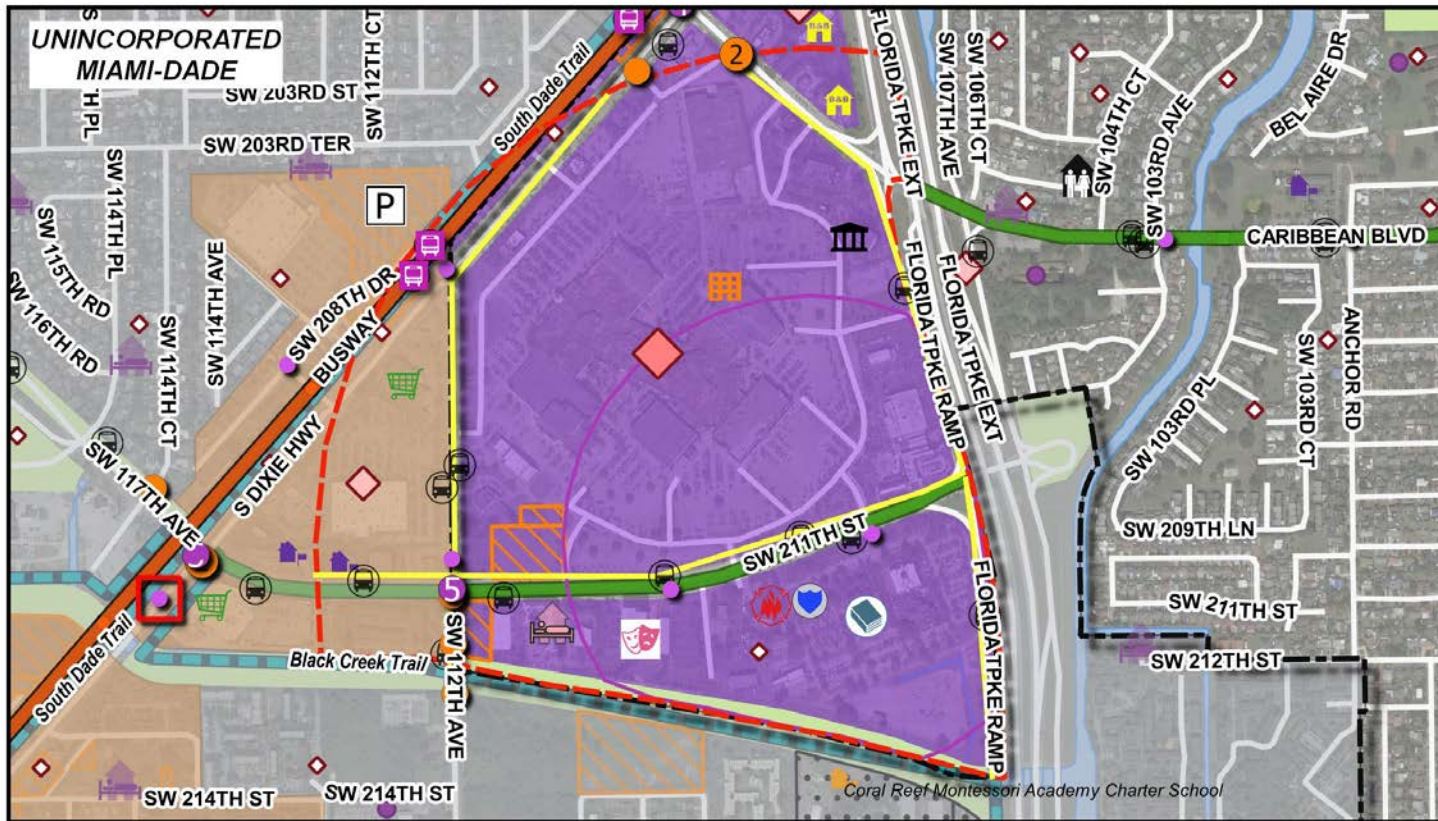 UNINCORPORATED
MIAMI-DADE
SW 203RD ST
SW 112TH CT
South Dade Trail
SW 203RD TER
SW 114TH PL
SW 115TH RD
SW 116TH RD
SW 114TH AVE
SW 114TH CT
P
SW 208TH DR
BUSWAY
S DIXIE HWY
SW 117TH AVE
South Dade Trail
Black Creek Trail
SW 112TH AVE
SW 214TH ST
SW 214TH ST
2
5
B&B
B&B
FLORIDA TPKE EXT
SW 107TH AVE
SW 106TH CT
SW 104TH CT
SW 103RD AVE
BEL AIRE DR
CARIBBEAN BLVD
FLORIDA TPKE RAMP
FLORIDA TPKE EXT
SW 211TH ST
FLORIDA TPKE RAMP
SW 103RD PL
SW 103RD CT
ANCHOR RD
SW 209TH LN
SW 211TH ST
SW 212TH ST
Coral Reef Montessori Academy Charter School